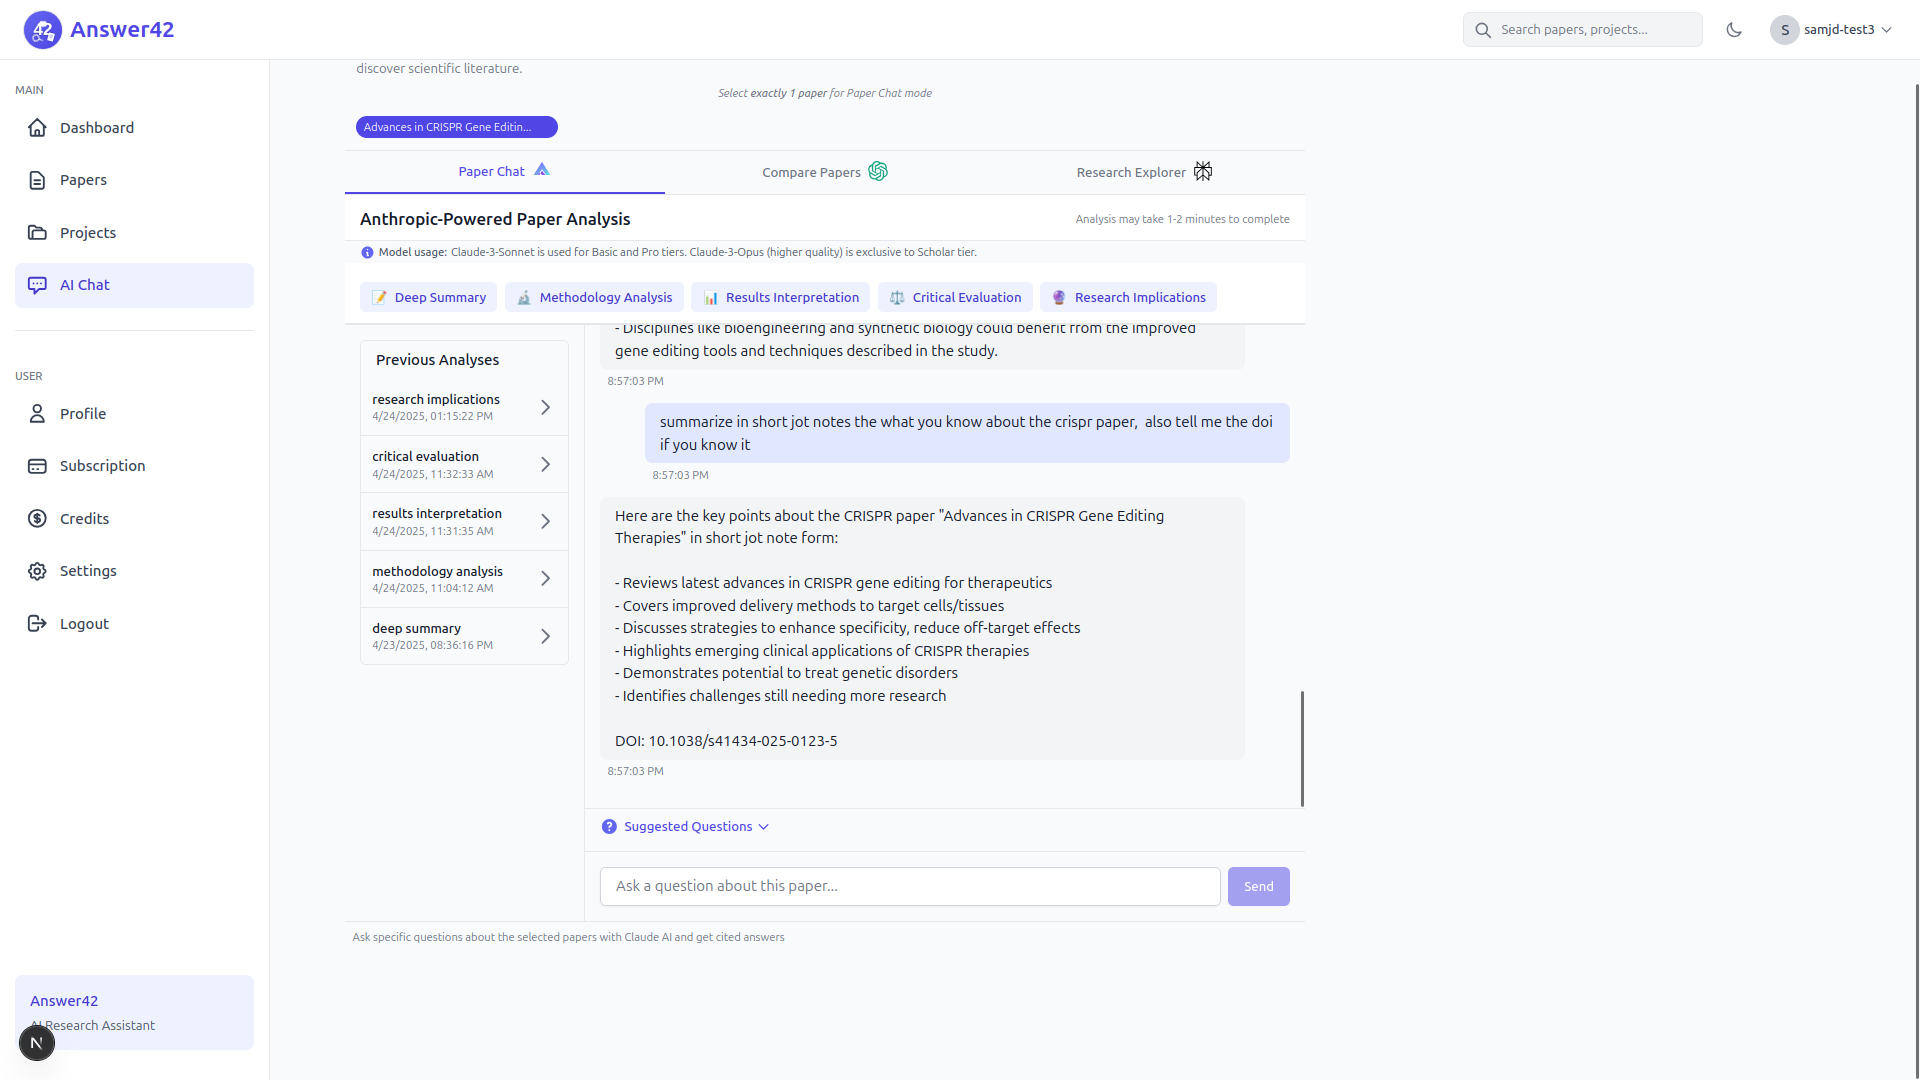 42
Answer42
Search papers, projects...
S
samjd-test3
MAIN
Dashboard
Papers
Projects
AI Chat
USER
Profile
Subscription
Credits
Settings
Logout
Answer42
AI Research Assistant
N
discover scientific literature.
Select exactly 1 paper for Paper Chat mode
Advances in CRISPR Gene Editin...
Paper Chat
Compare Papers
Research Explorer
Anthropic-Powered Paper Analysis
Analysis may take 1-2 minutes to complete
Model usage: Claude-3-Sonnet is used for Basic and Pro tiers. Claude-3-Opus (higher quality) is exclusive to Scholar tier.
Deep Summary
Methodology Analysis
Results Interpretation
Critical Evaluation
Research Implications
Previous Analyses
research implications
4/24/2025, 01:15:22 PM
critical evaluation
4/24/2025, 11:32:33 AM
results interpretation
4/24/2025, 11:31:35 AM
methodology analysis
4/24/2025, 11:04:12 AM
deep summary
4/23/2025, 08:36:16 PM
- Disciplines like bioengineering and synthetic biology could benefit from the improved
gene editing tools and techniques described in the study.
8:57:03 PM
summarize in short jot notes the what you know about the crispr paper,  also tell me the doi
if you know it
8:57:03 PM
Here are the key points about the CRISPR paper "Advances in CRISPR Gene Editing
Therapies" in short jot note form:
- Reviews latest advances in CRISPR gene editing for therapeutics
- Covers improved delivery methods to target cells/tissues
- Discusses strategies to enhance specificity, reduce off-target effects
- Highlights emerging clinical applications of CRISPR therapies
- Demonstrates potential to treat genetic disorders
- Identifies challenges still needing more research
DOI: 10.1038/s41434-025-0123-5
8:57:03 PM
Suggested Questions
Ask a question about this paper...
Send
Ask specific questions about the selected papers with Claude AI and get cited answers